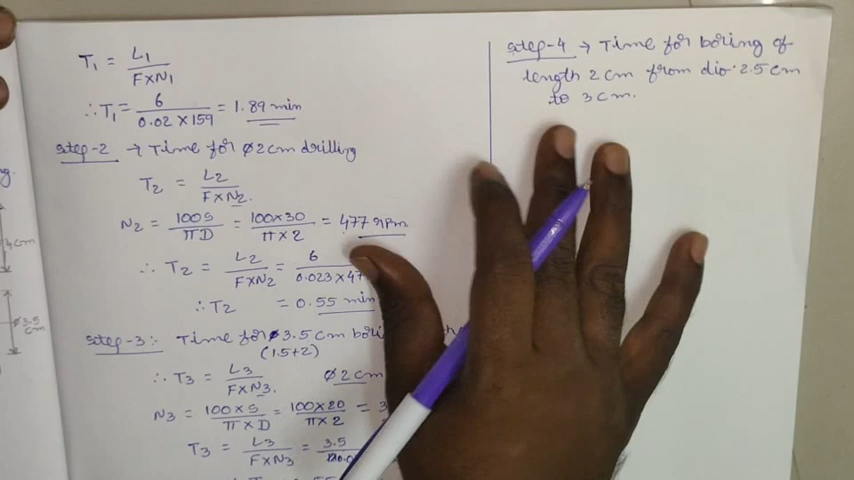 T₁ = L₁ / F×N₁
∴ T₁ = 6 / 0.02 × 159 = 1.89 min
Step-2 → Time for ø2cm drilling
T₂ = L₂ / F×N₂.
N₂ = 100S / πD = 100×30 / π×2 = 477 rpm
∴ T₂ = L₂ / F×N₂ = 6 / 0.023×47
∴ T₂ = 0.55 min
Step-3 :- Time for ø3.5cm
(1.5+2)
∴ T₃ = L₃ / F×N₃. ø2cm
N₃ = 100×S / π×D = 100×20 / π×2 = 3
T₃ = L₃ / F×N₃ = 3.5
Step-4 → Time for boring of
length 2cm from dia. 2.5cm
to 3cm.
4cm
ø3.5
cm